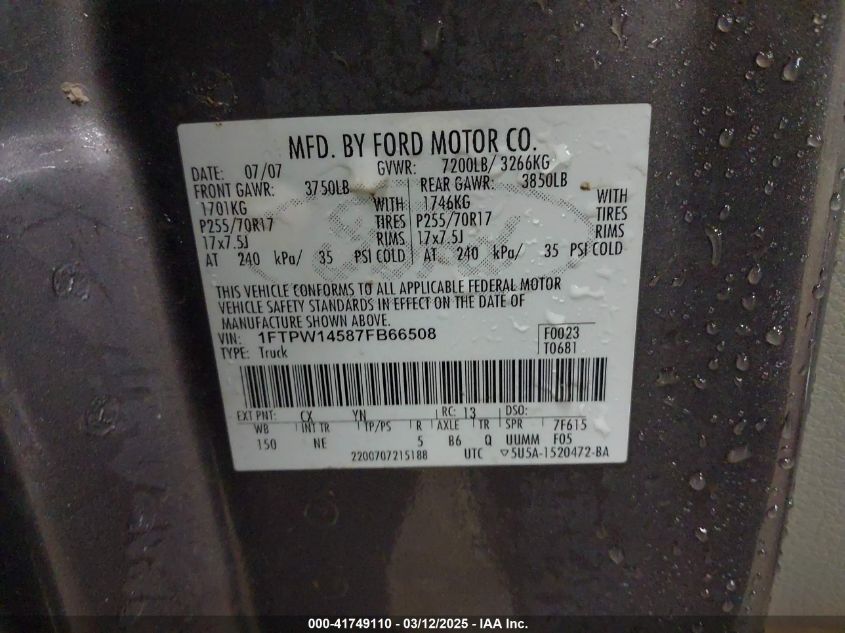 MFD. BY FORD MOTOR CO.
DATE: 07/07 GVWR: 7200LB/ 3266KG
FRONT GAWR: 3750LB REAR GAWR: 3850LB
1701KG WITH 1746KG WITH
P255/70R17 TIRES P255/70R17 TIRES
17x7.5J RIMS 17x7.5J RIMS
AT 240 kPa/ 35 PSI COLD AT 240 kPa/ 35 PSI COLD
THIS VEHICLE CONFORMS TO ALL APPLICABLE FEDERAL MOTOR
VEHICLE SAFETY STANDARDS IN EFFECT ON THE DATE OF
MANUFACTURE SHOWN ABOVE.
VIN: 1FTPW14587FB66508 F0023
TYPE: Truck T0681
EXT PNT: CX YN RC: 13 DSO:
WB INT TR TP/PS R AXLE TR SPR 7F615
150 NE 5 B6 Q UUMM F05
2200707215188 UTC ▽5U5A-1520472-BA
000-41749110 - 03/12/2025 - IAA Inc.